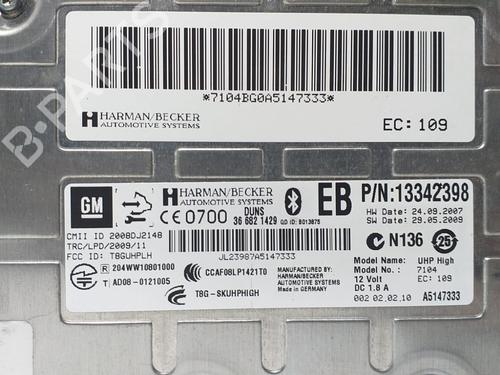 *7104BG0A5147333*
HARMAN/BECKER
AUTOMOTIVE SYSTEMS
EC: 109
B-PARTS
GM
HARMAN/BECKER
AUTOMOTIVE SYSTEMS
CE 0700
DUNS
36 682 1429
QD ID: B013875
EB
P/N:13342398
HW Date: 24.09.2007
SW Date: 29.05.2009
CMII ID 2008DJ2148
TRC/LPD/2009/11
FCC ID: T8GUHPLH
JL23987A5147333
N136
25
R 204WW10801000
T AD08-0121005
CCAF08LP1421T0
T8G-SKUHPHIGH
MANUFACTURED BY:
HARMAN/BECKER
AUTOMOTIVE SYSTEMS
Made in GERMANY
Model Name: UHP High
Model No: 7104
12 Volt EC: 109
DC 1.8 A
002 02.02,10 A5147333